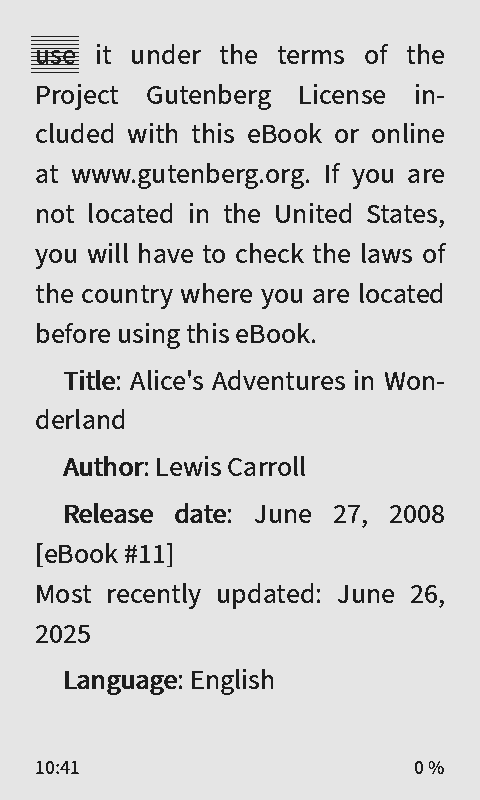 use it under the terms of the
Project Gutenberg License in-
cluded with this eBook or online
at www.gutenberg.org. If you are
not located in the United States,
you will have to check the laws of
the country where you are located
before using this eBook.
Title: Alice's Adventures in Won-
derland
Author: Lewis Carroll
Release date: June 27, 2008
[eBook #11]
Most recently updated: June 26,
2025
Language: English
10:41 0 %